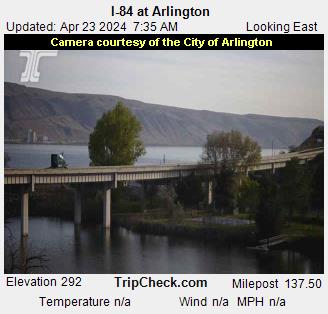 I-84 at Arlington
Updated: Apr 23 2024 7:35 AM Looking East
Camera courtesy of the City of Arlington
Elevation 292 TripCheck.com Milepost 137.50
Temperature n/a Wind n/a MPH n/a